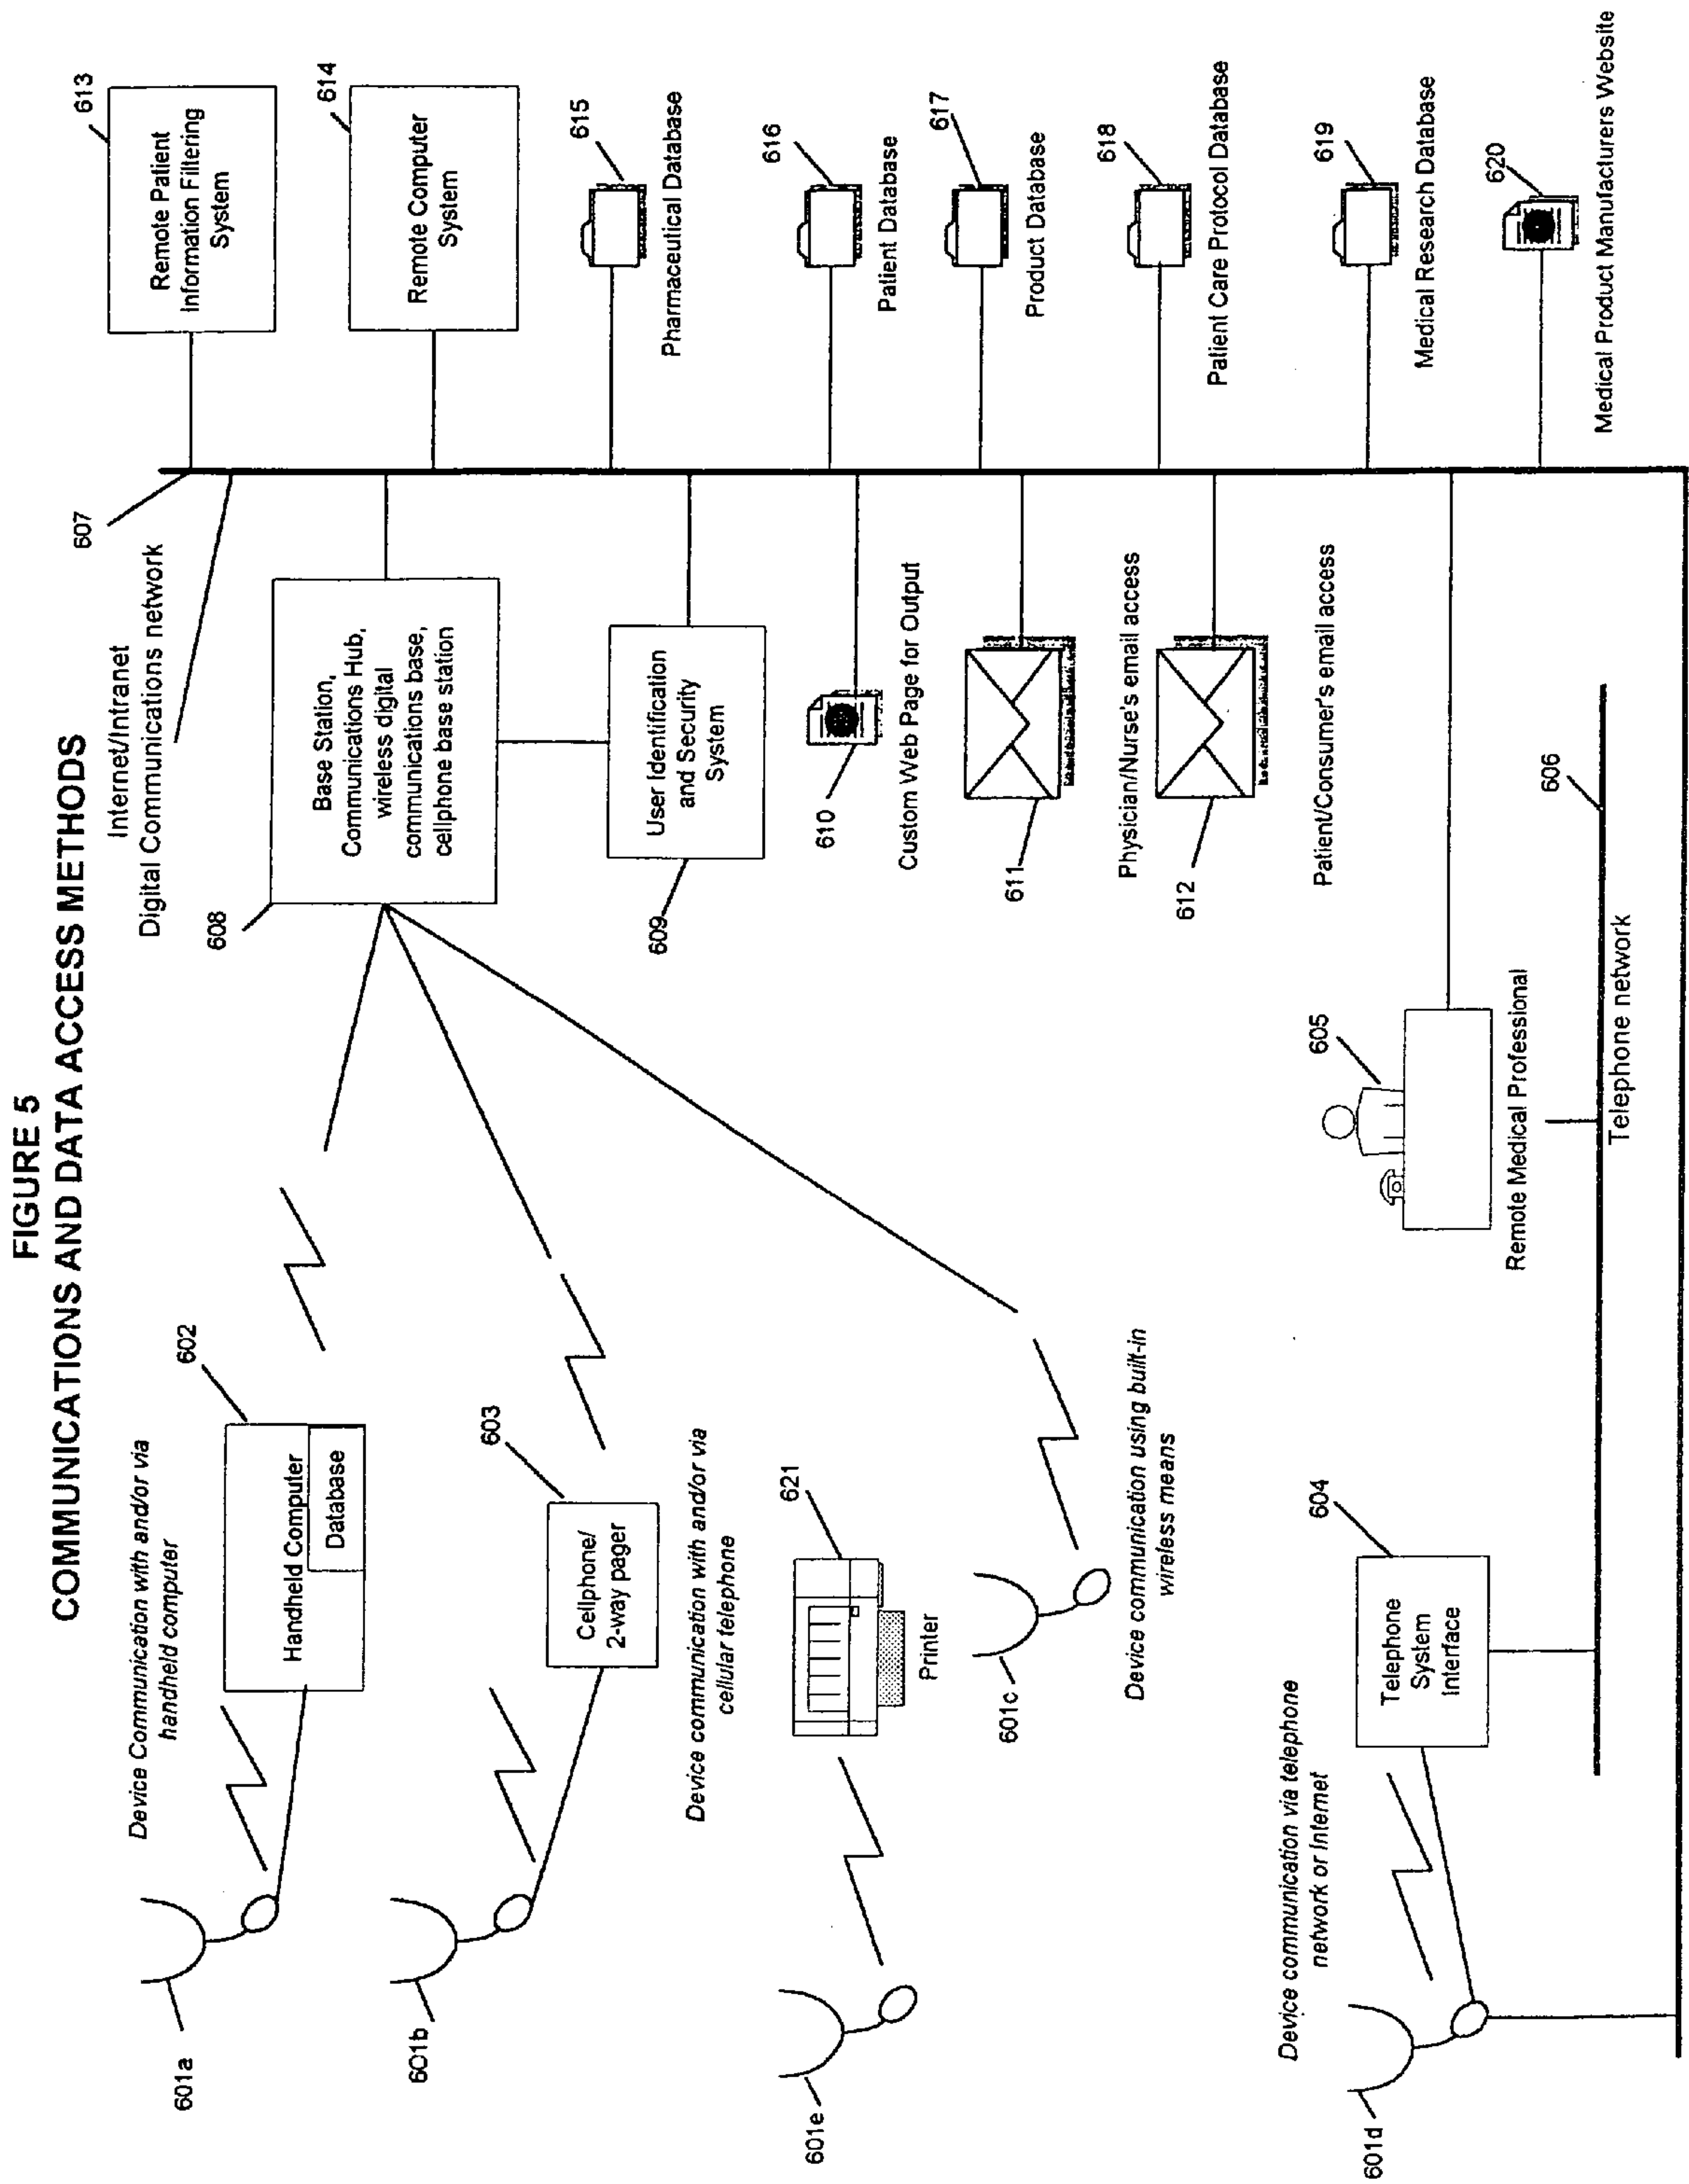 FIGURE 5
COMMUNICATIONS AND DATA ACCESS METHODS
601a
Device Communication with and/or via
handheld computer
602
Handheld Computer
Database
601b
603
Cellphone/
2-way pager
Device communication with and/or via
cellular telephone
601e
621
Printer
601c
Device communication using built-in
wireless means
601d
Device communication via telephone
network or Internet
604
Telephone
System
Interface
605
Remote Medical Professional
606
Telephone network
607
Internet/Intranet
Digital Communications network
608
Base Station,
Communications Hub,
wireless digital
communications base,
cellphone base station
609
User Identification
and Security
System
610
Custom Web Page for Output
611
Physician/Nurse's email access
612
Patient/Consumer's email access
613
Remote Patient
Information Filtering
System
614
Remote Computer
System
615
Pharmaceutical Database
616
Patient Database
617
Product Database
618
Patient Care Protocol Database
619
Medical Research Database
620
Medical Product Manufacturers Website